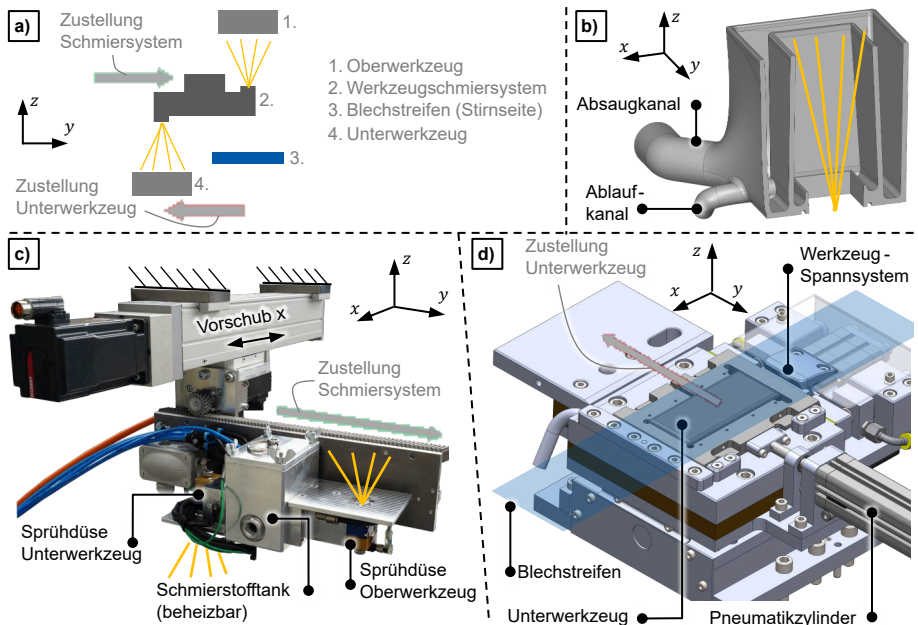 a)
Zustellung
Schmiersystem
1.
2.
3.
4.
z
y
Zustellung
Unterwerkzeug
1. Oberwerkzeug
2. Werkzeugschmiersystem
3. Blechstreifen (Stirnseite)
4. Unterwerkzeug
b)
z
x
y
Absaugkanal
Ablauf-
kanal
c)
z
x
y
Vorschub x
Zustellung
Schmiersystem
Sprühdüse
Unterwerkzeug
Schmierstofftank
(beheizbar)
Sprühdüse
Oberwerkzeug
d)
Zustellung
Unterwerkzeug
z
x
y
Werkzeug-
Spannsystem
Blechstreifen
Unterwerkzeug
Pneumatikzylinder